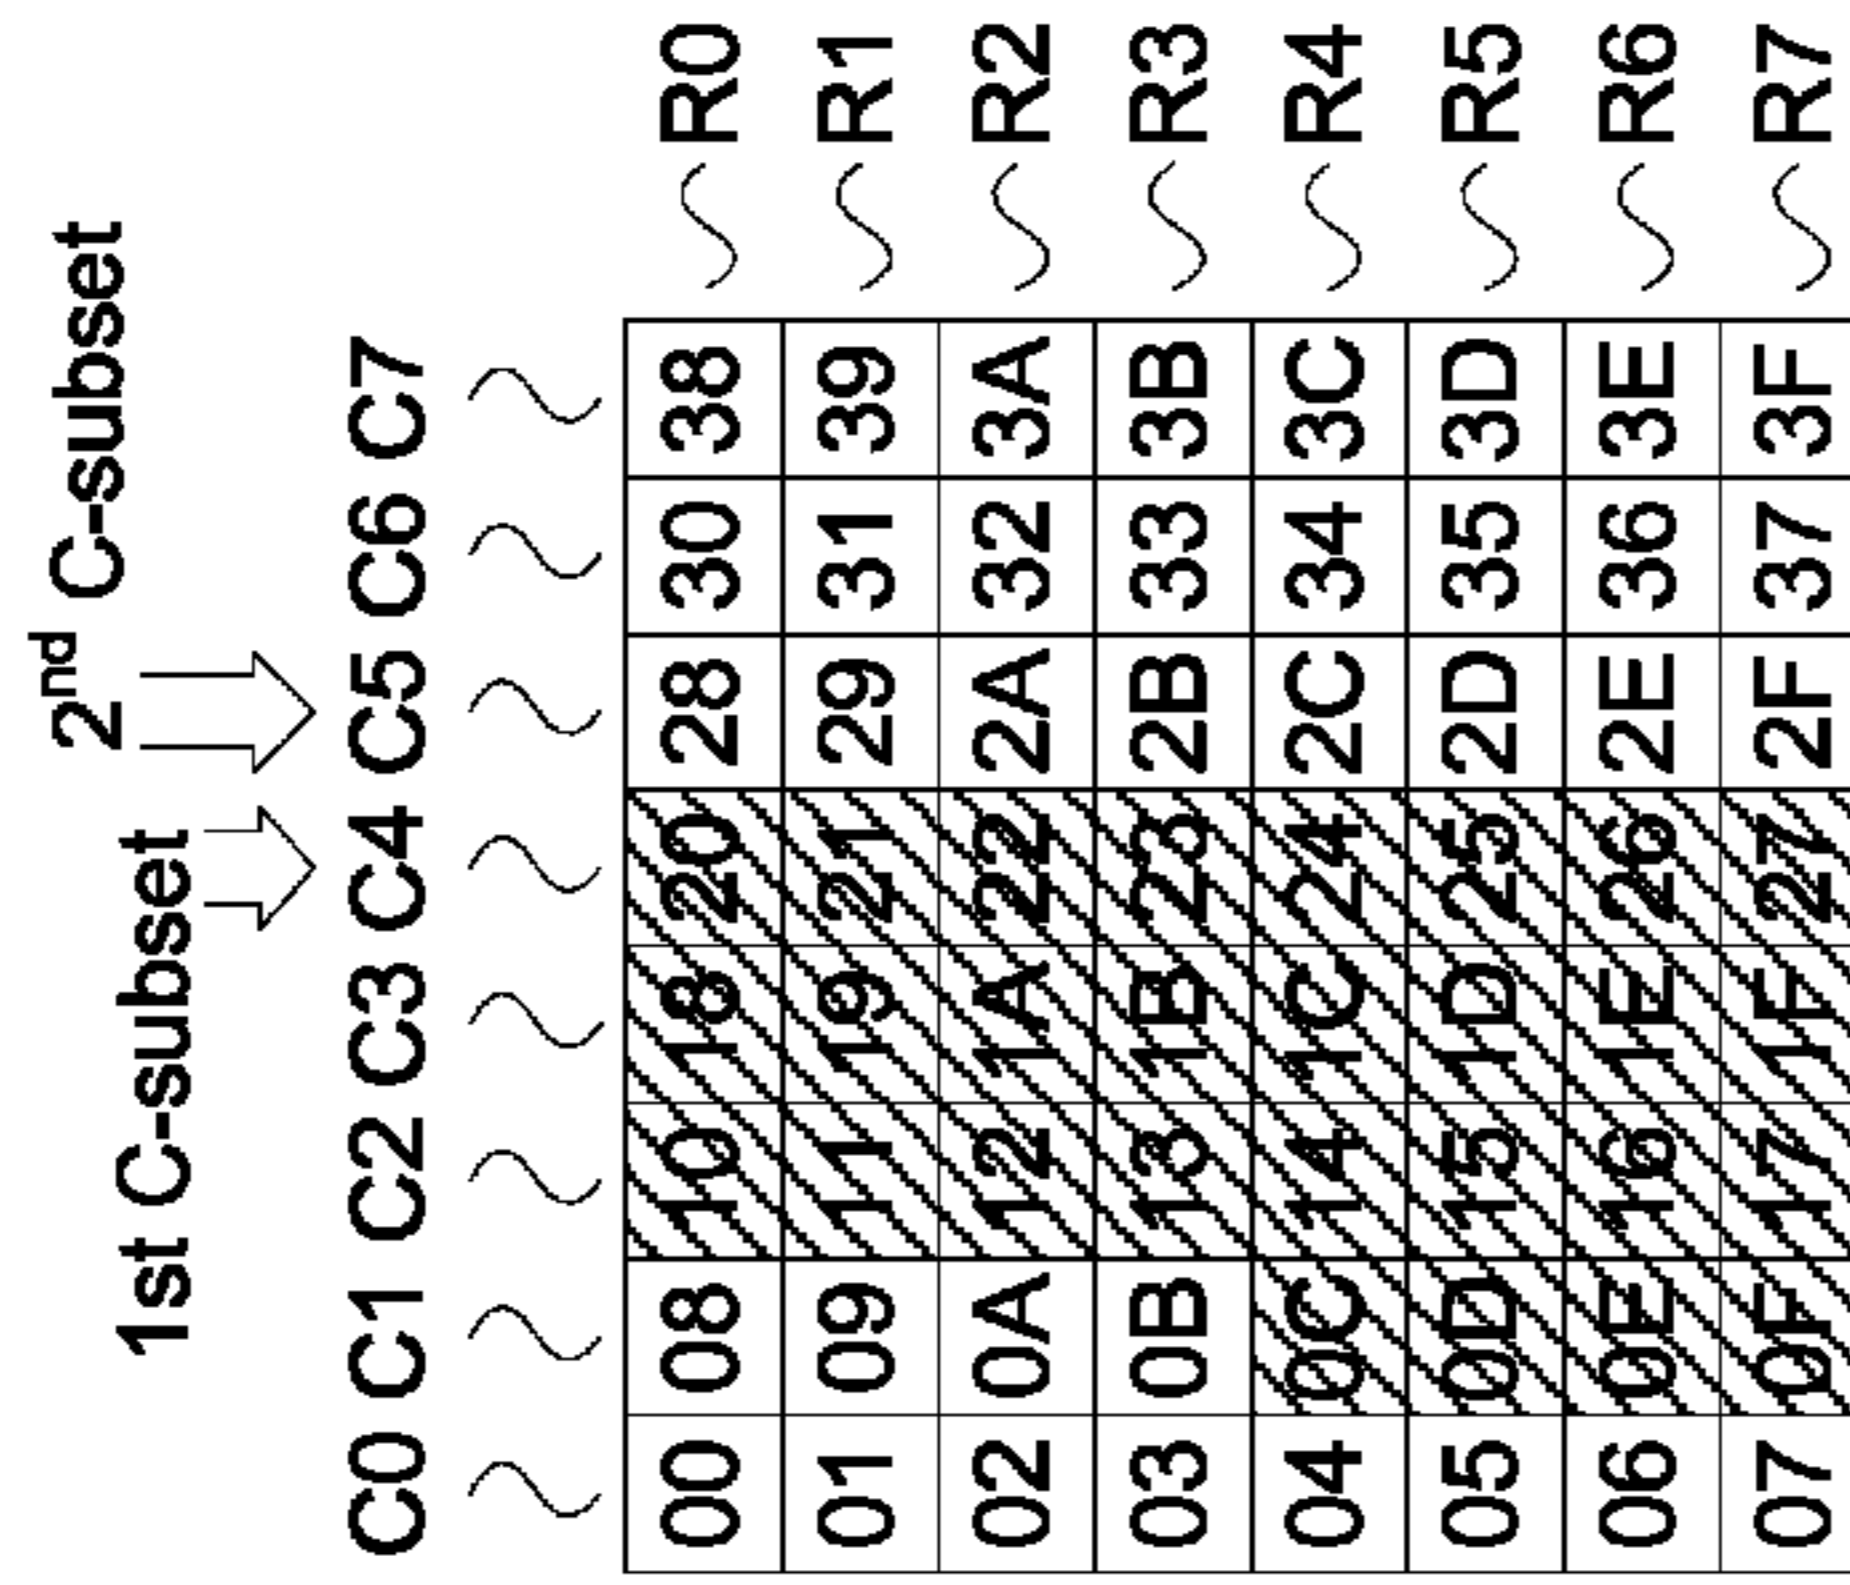 2nd C-subset
1st C-subset
C0 C1 C2 C3 C4 C5 C6 C7
00 08 10 18 20 28 30 38 R0
01 09 11 19 21 29 31 39 R1
02 0A 12 1A 22 2A 32 3A R2
03 0B 13 1B 23 2B 33 3B R3
04 0C 14 1C 24 2C 34 3C R4
05 0D 15 1D 25 2D 35 3D R5
06 0E 16 1E 26 2E 36 3E R6
07 0F 17 1F 27 2F 37 3F R7